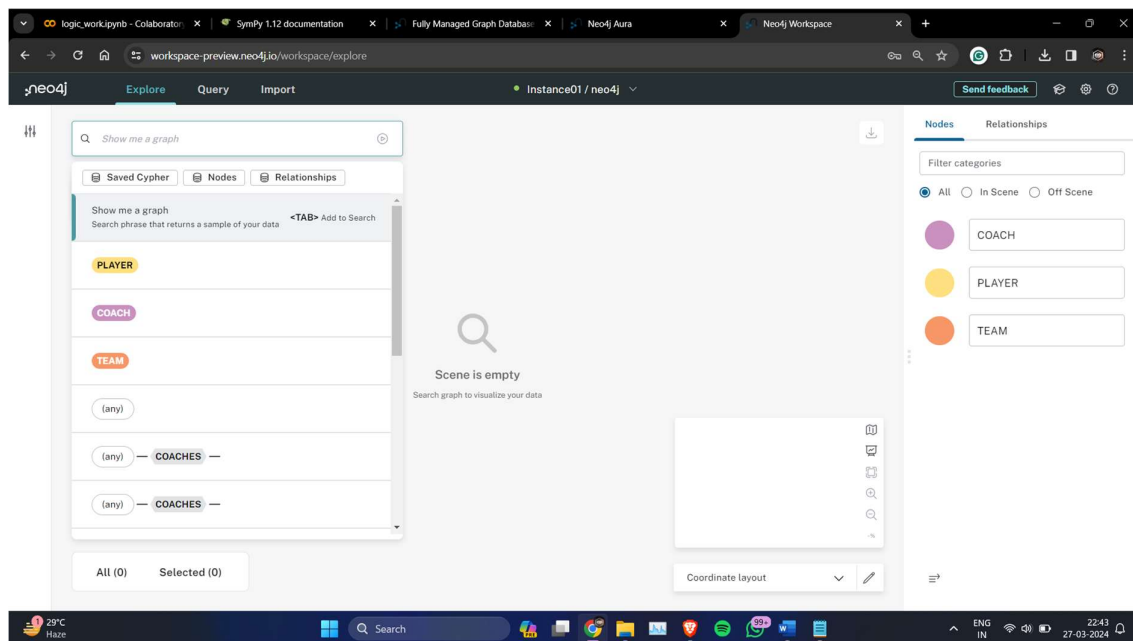 logic_work.ipynb - Colaborator
SymPy 1.12 documentation
Fully Managed Graph Database
Neo4j Aura
Neo4j Workspace
workspace-preview.neo4j.io/workspace/explore
neo4j
Explore
Query
Import
Instance01 / neo4j
Send feedback
Show me a graph
Saved Cypher
Nodes
Relationships
Show me a graph
Search phrase that returns a sample of your data
<TAB> Add to Search
PLAYER
COACH
TEAM
(any)
(any) — COACHES —
(any) — COACHES —
All (0)
Selected (0)
Scene is empty
Search graph to visualize your data
Coordinate layout
Nodes
Relationships
Filter categories
All
In Scene
Off Scene
COACH
PLAYER
TEAM
1
29°C
Haze
Search
99+
ENG
IN
22:43
27-03-2024